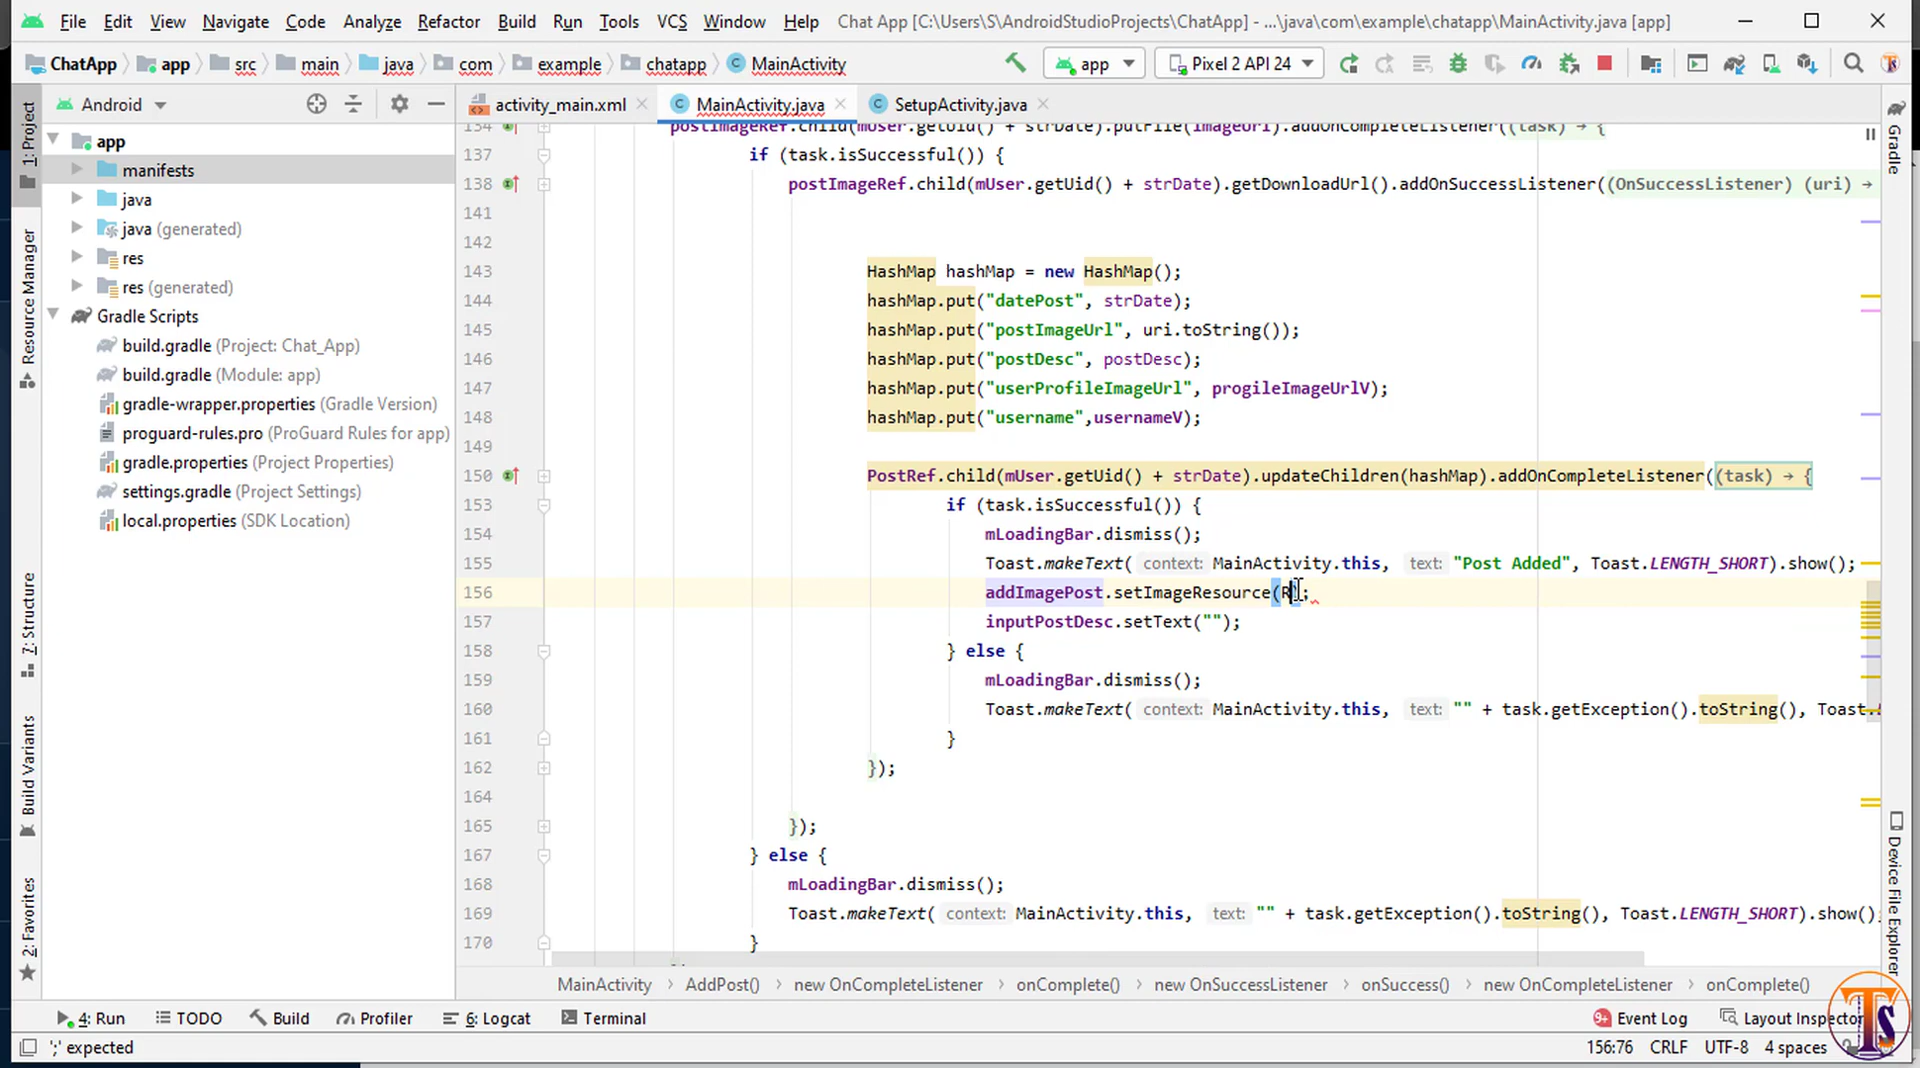 File Edit View Navigate Code Analyze Refactor Build Run Tools VCS Window Help Chat App [C:\Users\S\AndroidStudioProjects\ChatApp] - ...\java\com\example\chatapp\MainActivity.java [app]
ChatApp app src main java com example chatapp MainActivity app Pixel 2 API 24
Android activity_main.xml MainActivity.java SetupActivity.java
1: Project
Resource Manager
7: Structure
Build Variants
2: Favorites
app
manifests
java
java (generated)
res
res (generated)
Gradle Scripts
build.gradle (Project: Chat_App)
build.gradle (Module: app)
gradle-wrapper.properties (Gradle Version)
proguard-rules.pro (ProGuard Rules for app)
gradle.properties (Project Properties)
settings.gradle (Project Settings)
local.properties (SDK Location)
134 postImageRef.child(mUser.getUid() + strDate).putFile(imageUri).addOnCompleteListener((task) → {
137 if (task.isSuccessful()) {
138 postImageRef.child(mUser.getUid() + strDate).getDownloadUrl().addOnSuccessListener((OnSuccessListener) (uri) →
141
142
143 HashMap hashMap = new HashMap();
144 hashMap.put("datePost", strDate);
145 hashMap.put("postImageUrl", uri.toString());
146 hashMap.put("postDesc", postDesc);
147 hashMap.put("userProfileImageUrl", progileImageUrlV);
148 hashMap.put("username",usernameV);
149
150 PostRef.child(mUser.getUid() + strDate).updateChildren(hashMap).addOnCompleteListener((task) → {
153 if (task.isSuccessful()) {
154 mLoadingBar.dismiss();
155 Toast.makeText( context: MainActivity.this, text: "Post Added", Toast.LENGTH_SHORT).show();
156 addImagePost.setImageResource(R);
157 inputPostDesc.setText("");
158 } else {
159 mLoadingBar.dismiss();
160 Toast.makeText( context: MainActivity.this, text: "" + task.getException().toString(), Toast.
161 }
162 });
164
165 });
167 } else {
168 mLoadingBar.dismiss();
169 Toast.makeText( context: MainActivity.this, text: "" + task.getException().toString(), Toast.LENGTH_SHORT).show();
170 }
Gradle
Device File Explorer
MainActivity AddPost() new OnCompleteListener onComplete() new OnSuccessListener onSuccess() new OnCompleteListener onComplete()
4: Run TODO Build Profiler 6: Logcat Terminal 9+ Event Log Layout Inspector
';' expected 156:76 CRLF UTF-8 4 spaces
TS